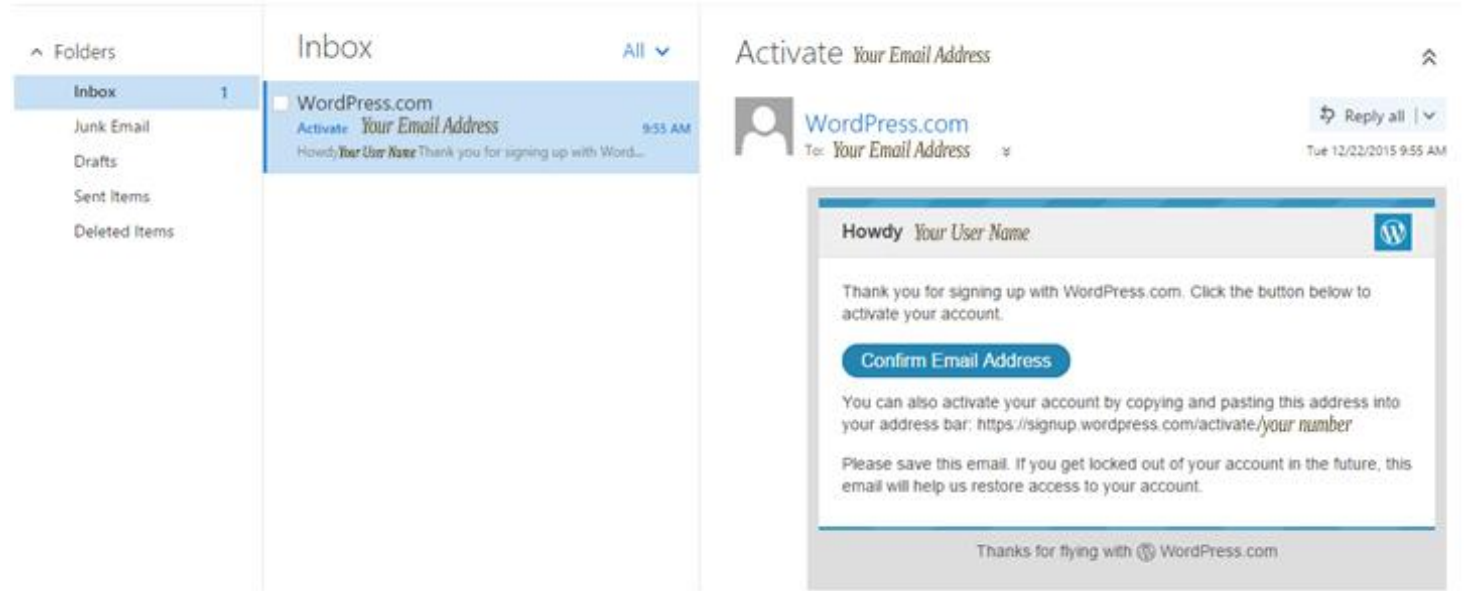 Folders
Inbox 1
Junk Email
Drafts
Sent Items
Deleted Items
Inbox All
WordPress.com
Activate Your Email Address 9:55 AM
Howdy Your User Name Thank you for signing up with Word...
Activate Your Email Address
WordPress.com
Reply all
To: Your Email Address
Tue 12/22/2015 9:55 AM
Howdy Your User Name
Thank you for signing up with WordPress.com. Click the button below to
activate your account.
Confirm Email Address
You can also activate your account by copying and pasting this address into
your address bar: https://signup.wordpress.com/activate/your number
Please save this email. If you get locked out of your account in the future, this
email will help us restore access to your account.
Thanks for flying with WordPress.com